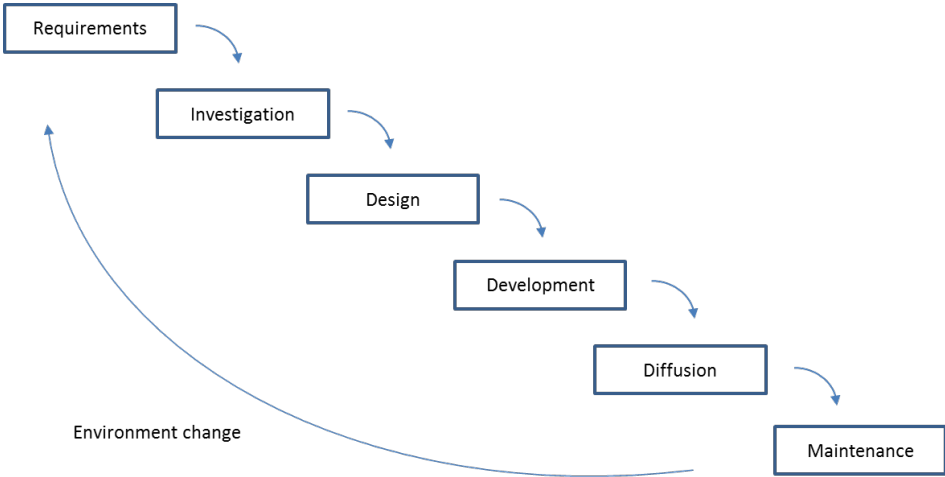 Requirements
Investigation
Design
Development
Diffusion
Environment change
Maintenance